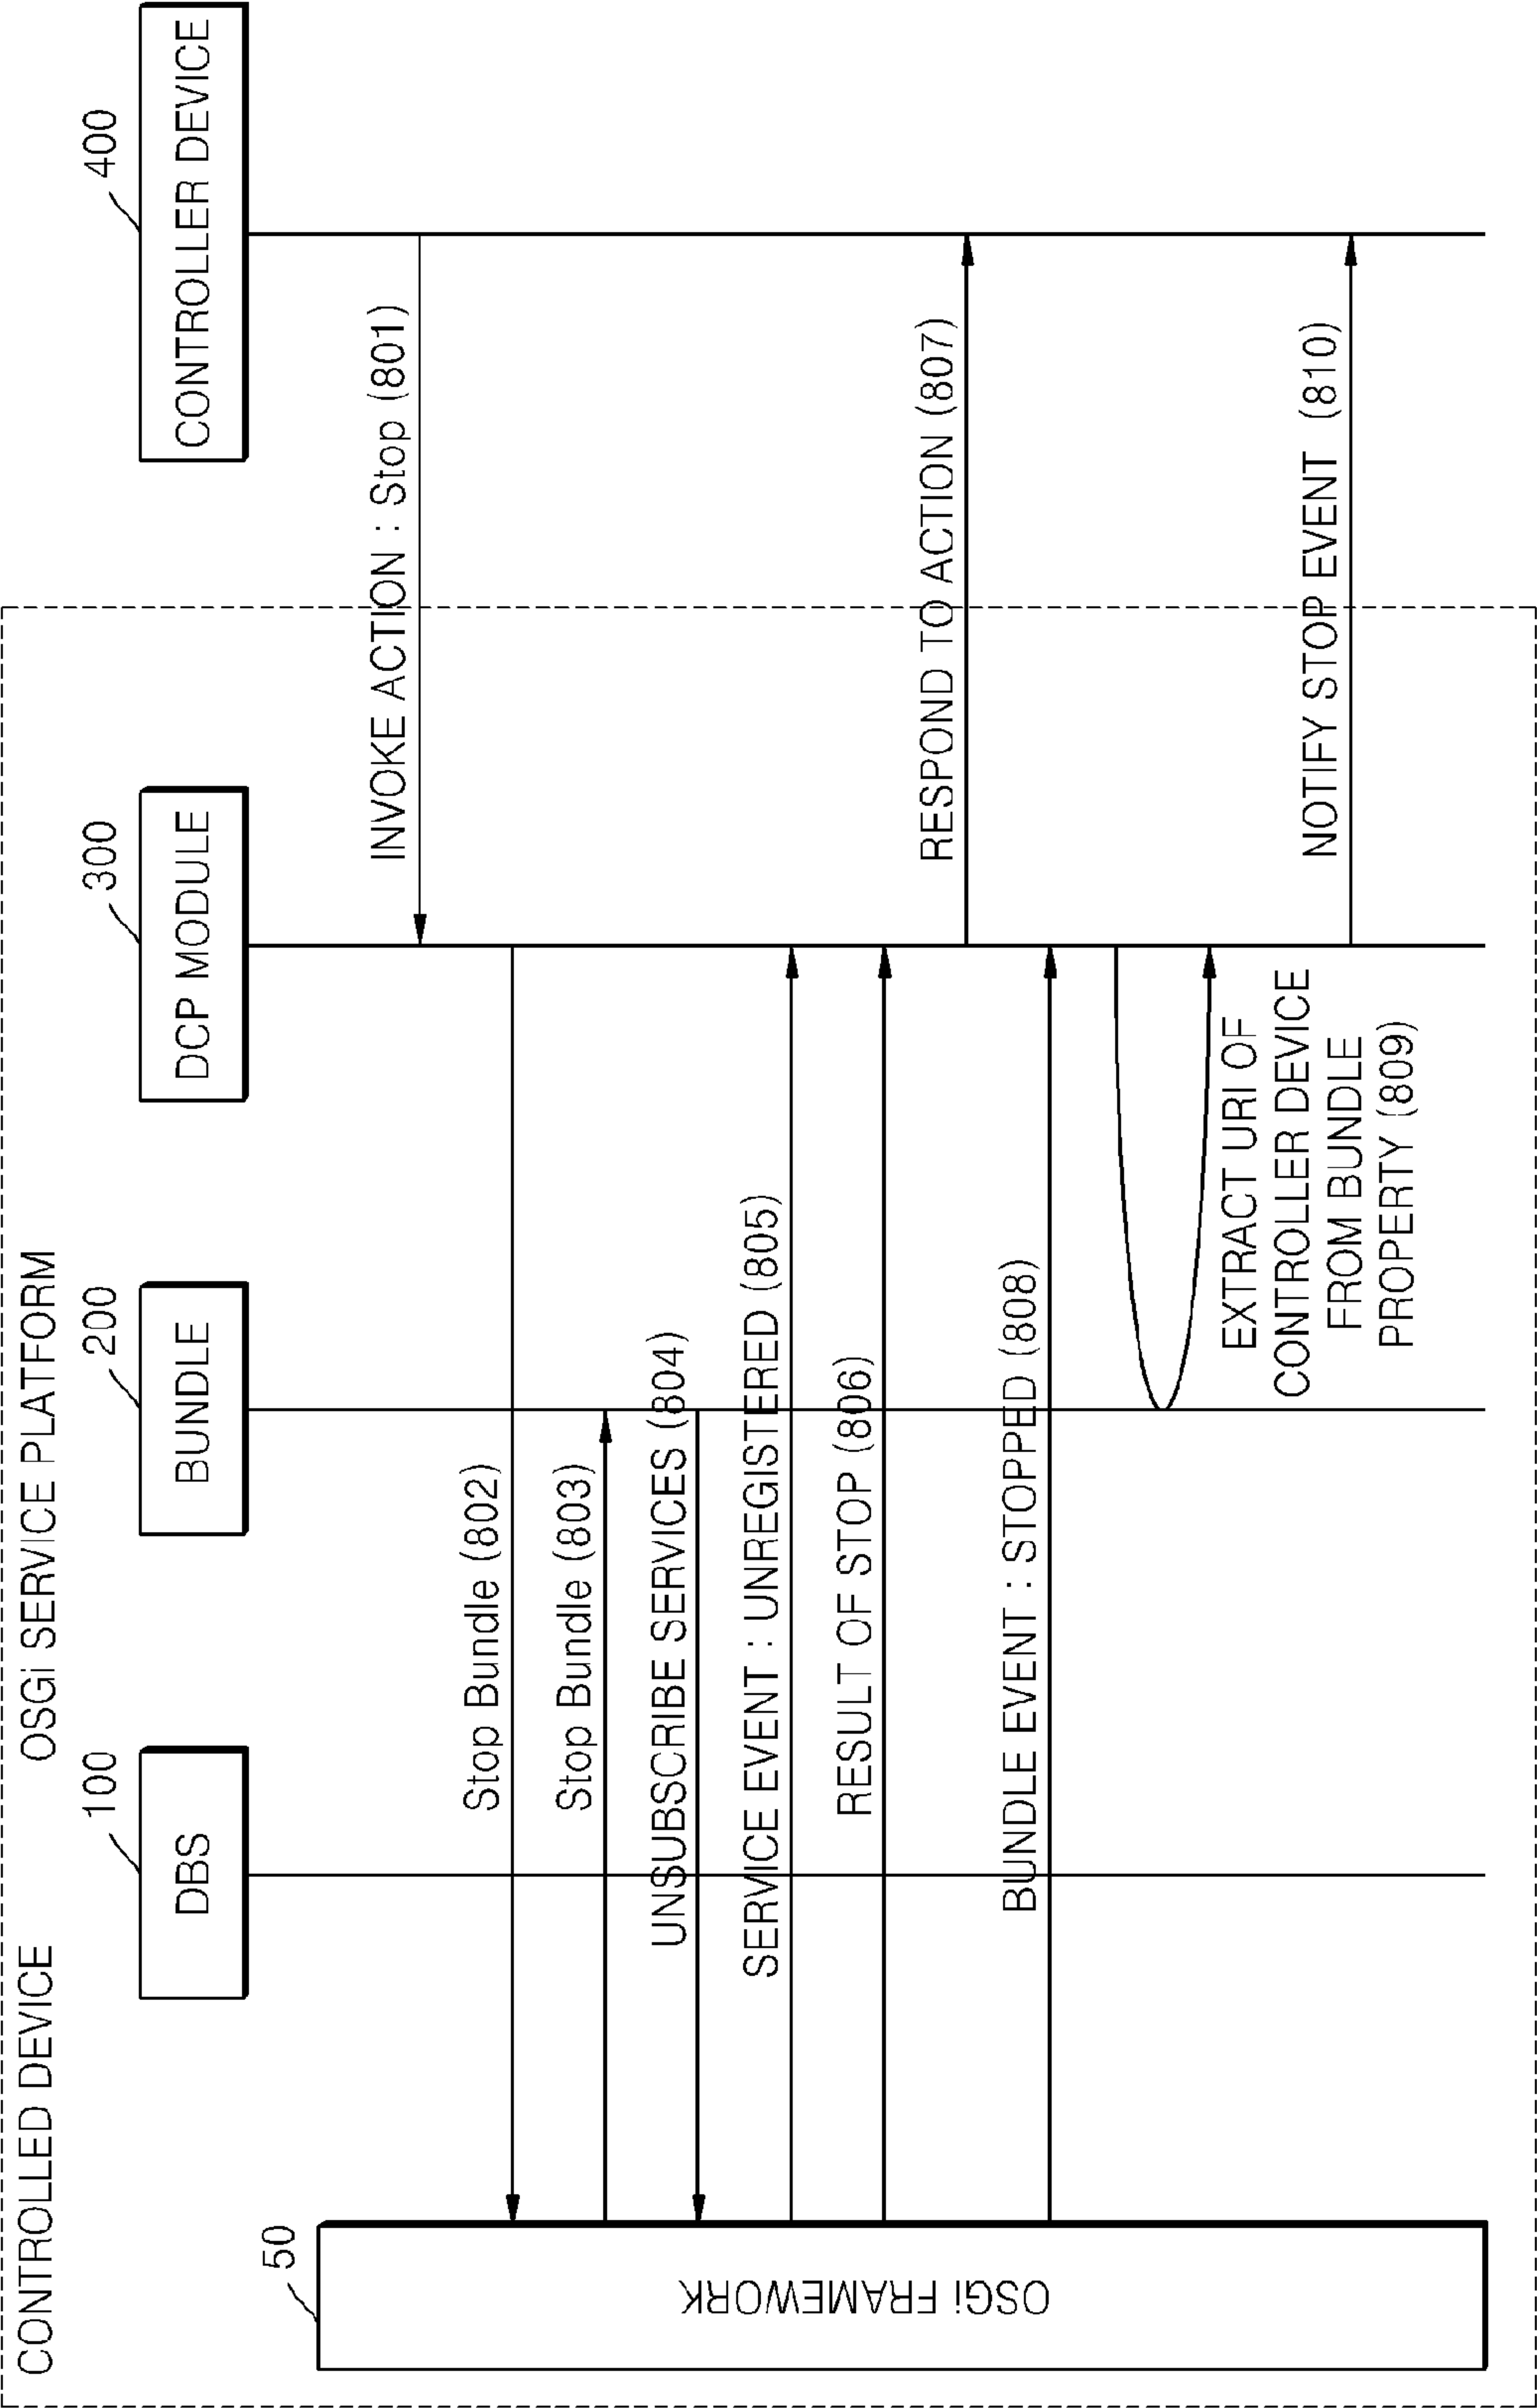 CONTROLLED DEVICE
OSGi SERVICE PLATFORM
100
200
300
400
DBS
BUNDLE
DCP MODULE
CONTROLLER DEVICE
50
OSGi FRAMEWORK
INVOKE ACTION : Stop (801)
Stop Bundle (802)
Stop Bundle (803)
UNSUBSCRIBE SERVICES (804)
SERVICE EVENT : UNREGISTERED (805)
RESULT OF STOP (806)
RESPOND TO ACTION (807)
BUNDLE EVENT : STOPPED (808)
EXTRACT URI OF
CONTROLLER DEVICE
FROM BUNDLE
PROPERTY (809)
NOTIFY STOP EVENT (810)